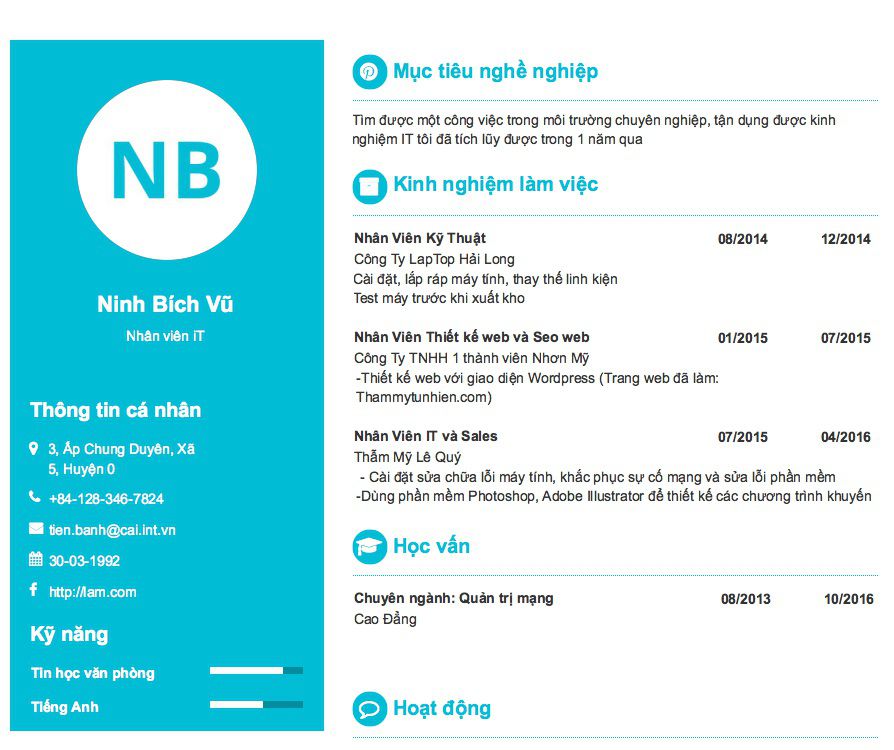 NB
Ninh Bích Vũ
Nhân viên IT
Thông tin cá nhân
3, Ấp Chung Duyên, Xã
5, Huyện 0
+84-128-346-7824
tien.banh@cai.int.vn
30-03-1992
http://lam.com
Kỹ năng
Tin học văn phòng
Tiếng Anh
Mục tiêu nghề nghiệp
Tìm được một công việc trong môi trường chuyên nghiệp, tận dụng được kinh
nghiệm IT tôi đã tích lũy được trong 1 năm qua
Kinh nghiệm làm việc
Nhân Viên Kỹ Thuật 08/2014 12/2014
Công Ty LapTop Hải Long
Cài đặt, lắp ráp máy tính, thay thế linh kiện
Test máy trước khi xuất kho
Nhân Viên Thiết kế web và Seo web 01/2015 07/2015
Công Ty TNHH 1 thành viên Nhơn Mỹ
-Thiết kế web với giao diện Wordpress (Trang web đã làm:
Thammytunhien.com)
Nhân Viên IT và Sales 07/2015 04/2016
Thẩm Mỹ Lê Quý
- Cài đặt sửa chữa lỗi máy tính, khắc phục sự cố mạng và sửa lỗi phần mềm
-Dùng phần mềm Photoshop, Adobe Illustrator để thiết kế các chương trình khuyến
Học vấn
Chuyên ngành: Quản trị mạng 08/2013 10/2016
Cao Đẳng
Hoạt động